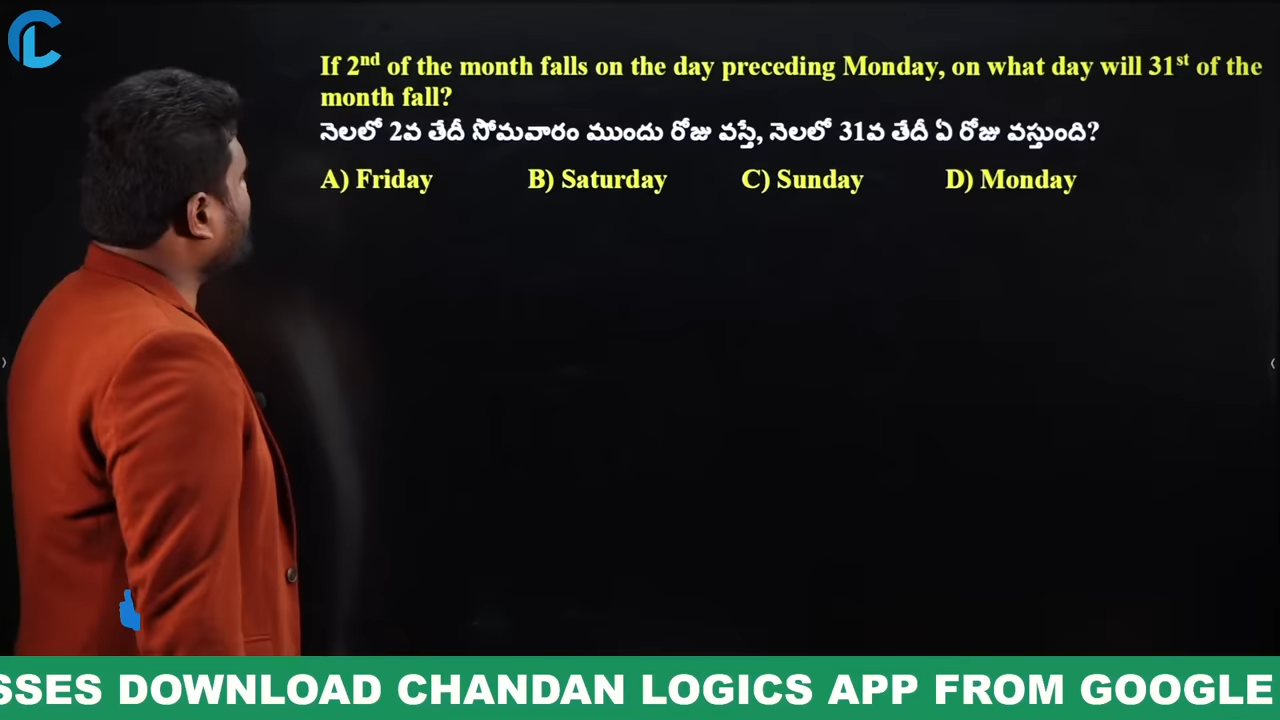 If 2nd of the month falls on the day preceding Monday, on what day will 31st of the
month fall?
నెలలో 2వ తేదీ సోమవారం ముందు రోజు వస్తే, నెలలో 31వ తేదీ ఏ రోజు వస్తుంది?
A) Friday B) Saturday C) Sunday D) Monday
SSES DOWNLOAD CHANDAN LOGICS APP FROM GOOGLE